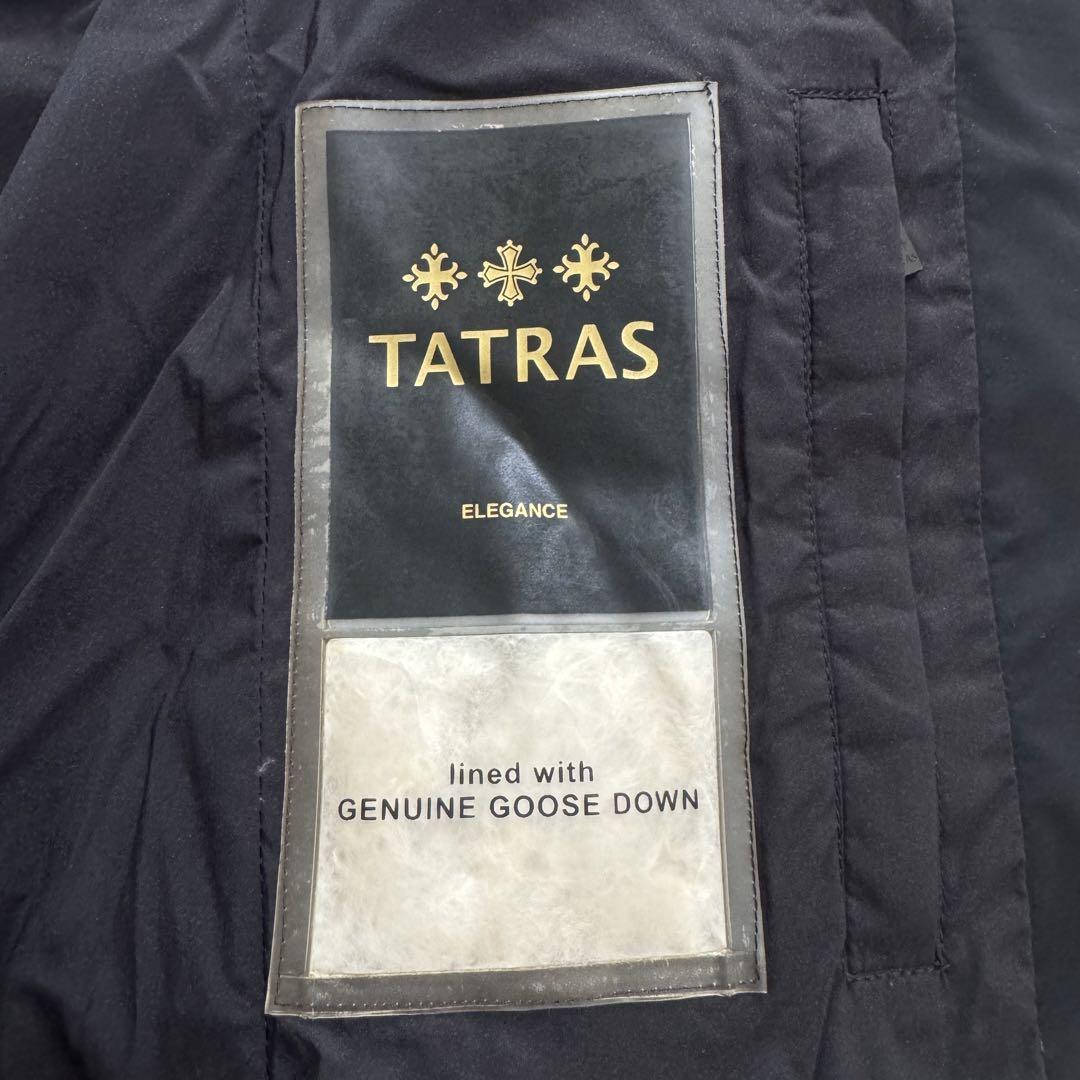 TATRAS
ELEGANCE
lined with
GENUINE GOOSE DOWN